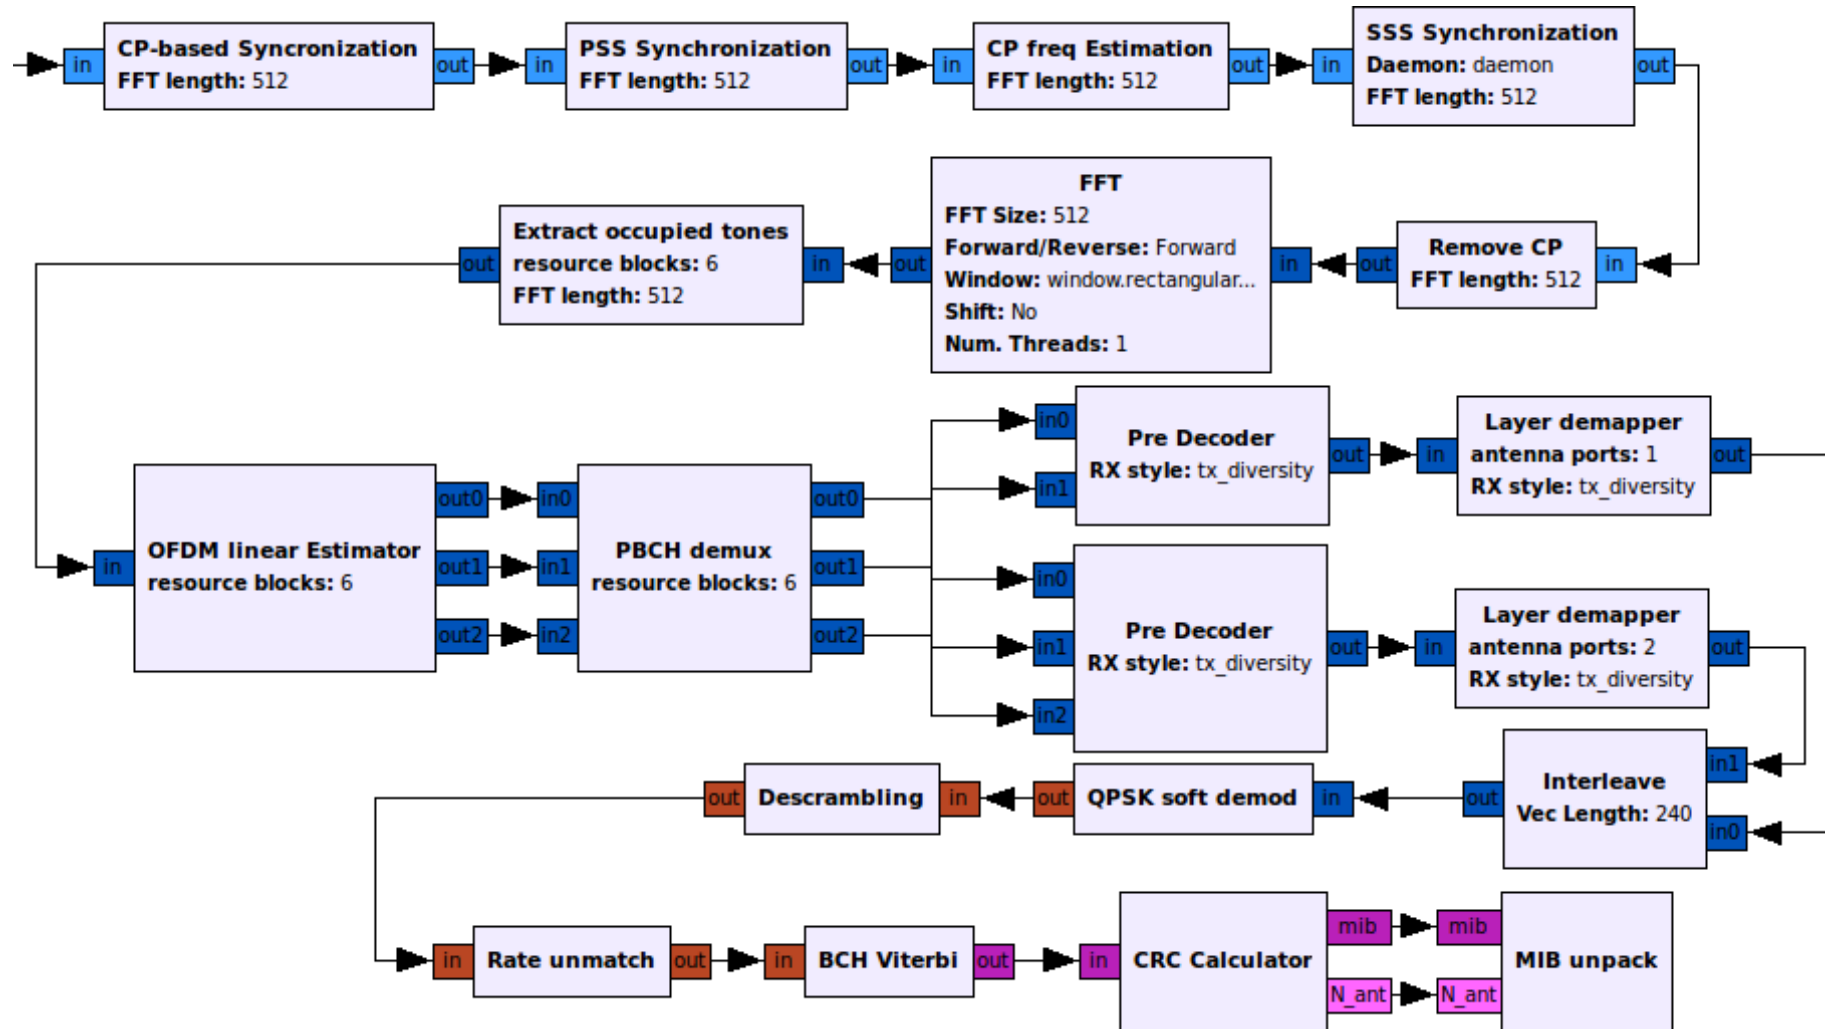 in
CP-based Syncronization
FFT length: 512
out
in
PSS Synchronization
FFT length: 512
out
in
CP freq Estimation
FFT length: 512
out
in
SSS Synchronization
Daemon: daemon
FFT length: 512
out
out
Extract occupied tones
resource blocks: 6
FFT length: 512
in
out
FFT
FFT Size: 512
Forward/Reverse: Forward
Window: window.rectangular...
Shift: No
Num. Threads: 1
in
out
Remove CP
FFT length: 512
in
in
OFDM linear Estimator
resource blocks: 6
out0
out1
out2
in0
in1
in2
PBCH demux
resource blocks: 6
out0
out1
out2
in0
in1
Pre Decoder
RX style: tx_diversity
out
in
Layer demapper
antenna ports: 1
RX style: tx_diversity
out
in0
in1
in2
Pre Decoder
RX style: tx_diversity
out
in
Layer demapper
antenna ports: 2
RX style: tx_diversity
out
out
Descrambling
in
out
QPSK soft demod
in
out
Interleave
Vec Length: 240
in1
in0
in
Rate unmatch
out
in
BCH Viterbi
out
in
CRC Calculator
mib
N_ant
mib
N_ant
MIB unpack